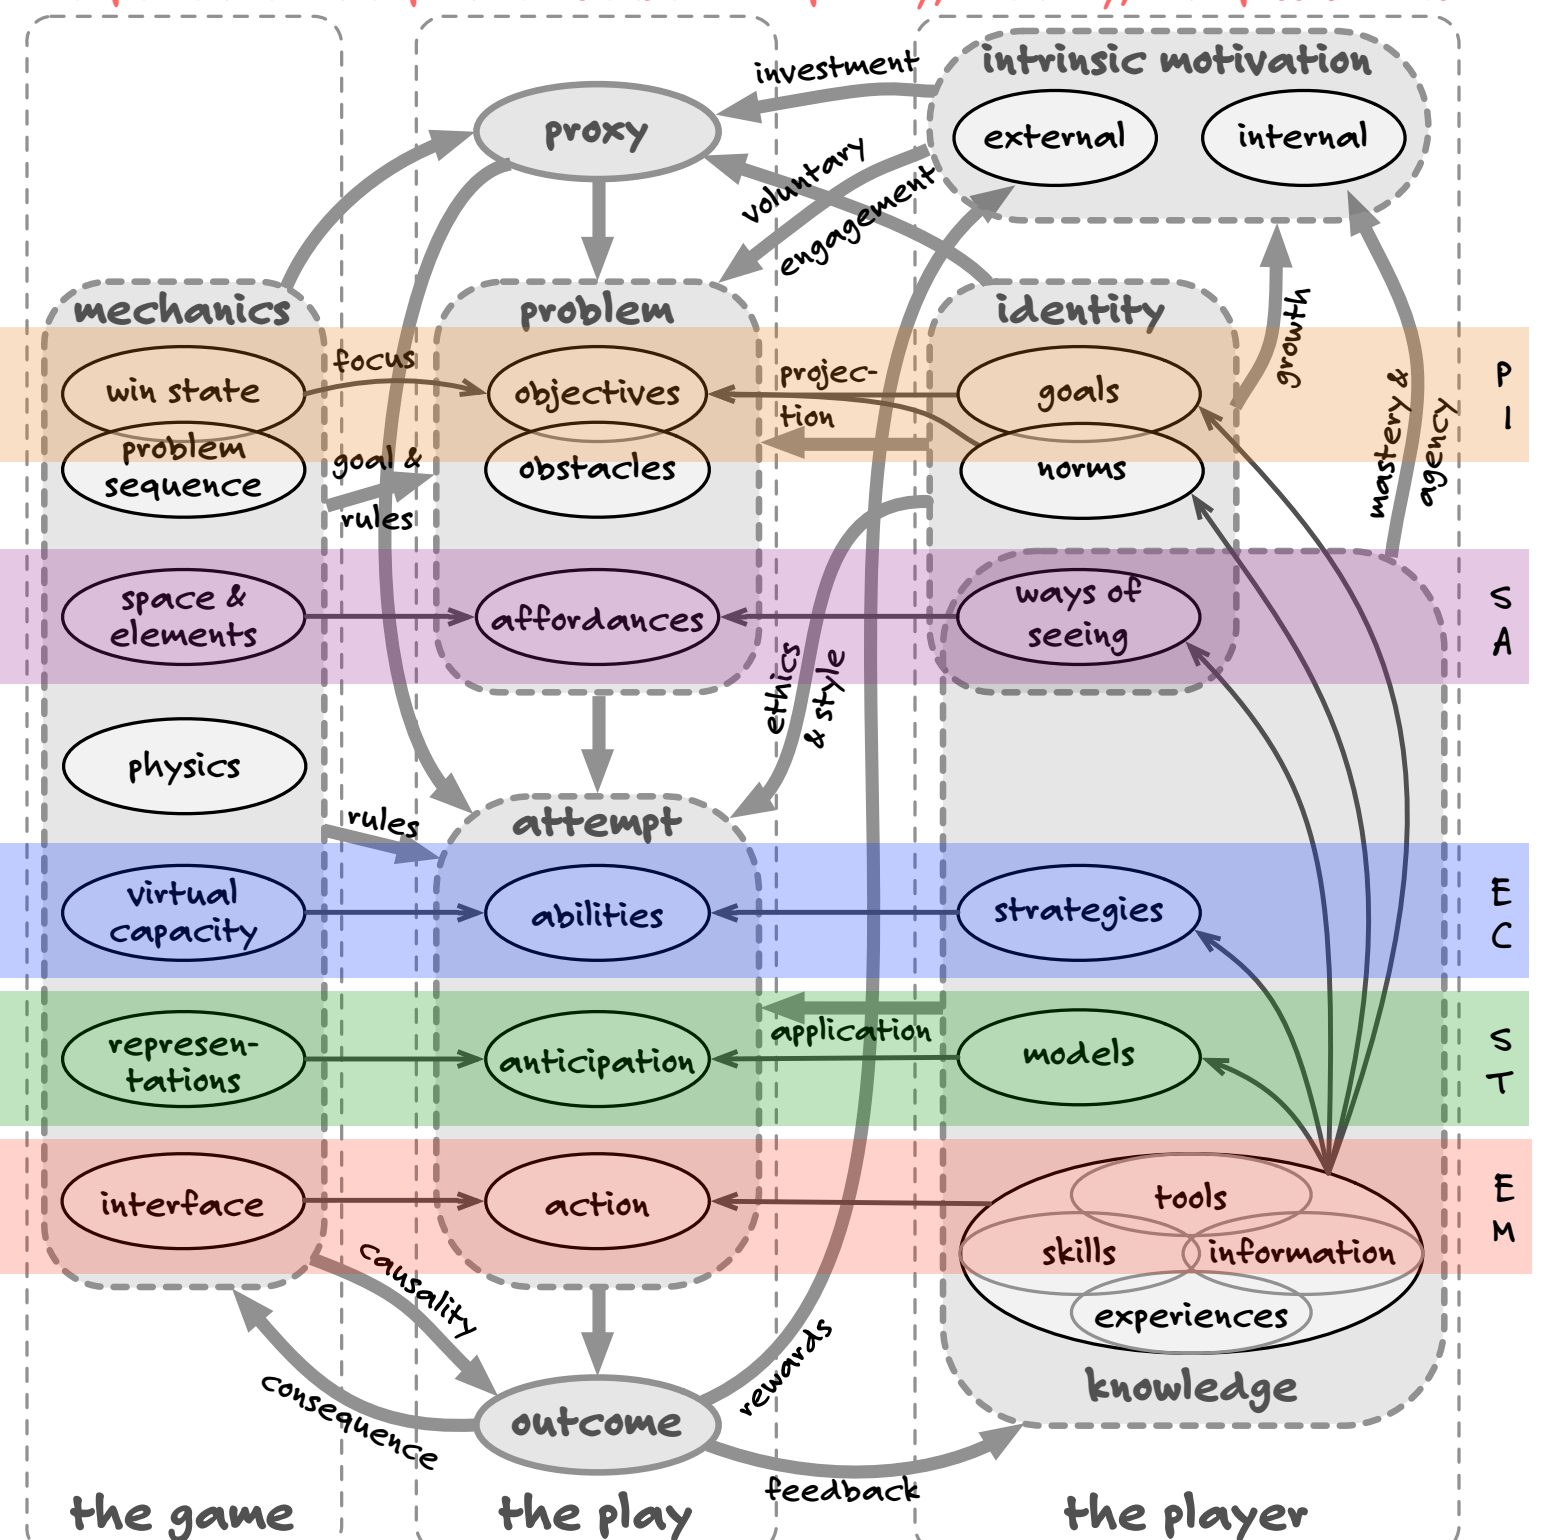 investment
intrinsic motivation
proxy
external
internal
voluntary
engagement
mechanics
problem
identity
growth
win state
focus
objectives
projec-
tion
goals
P
I
problem
sequence
goal &
rules
obstacles
norms
mastery &
agency
space &
elements
affordances
ways of
seeing
S
A
ethics
& style
physics
rules
attempt
virtual
capacity
abilities
strategies
E
C
represen-
tations
anticipation
application
models
S
T
interface
action
tools
skills
information
experiences
E
M
causality
consequence
outcome
rewards
feedback
knowledge
the game
the play
the player